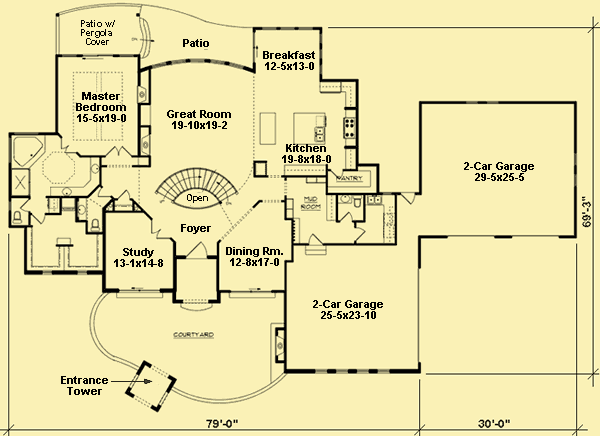 Patio w/
Pergola
Cover
Patio
Breakfast
12-5x13-0
Master
Bedroom
15-5x19-0
Great Room
19-10x19-2
Kitchen
19-8x18-0
2-Car Garage
29-5x25-5
PANTRY
Open
MUD
ROOM
69'-3"
Foyer
Study
13-1x14-8
Dining Rm.
12-8x17-0
2-Car Garage
25-5x23-10
COURTYARD
Entrance
Tower
79'-0"
30'-0"